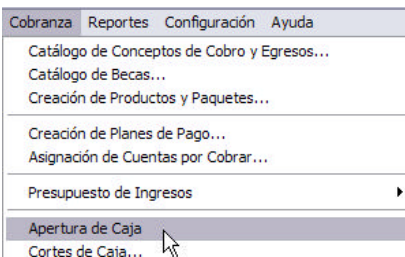 Cobranza Reportes Configuración Ayuda
Catálogo de Conceptos de Cobro y Egresos...
Catálogo de Becas...
Creación de Productos y Paquetes...
Creación de Planes de Pago...
Asignación de Cuentas por Cobrar...
Presupuesto de Ingresos
Apertura de Caja
Cortes de Caja...